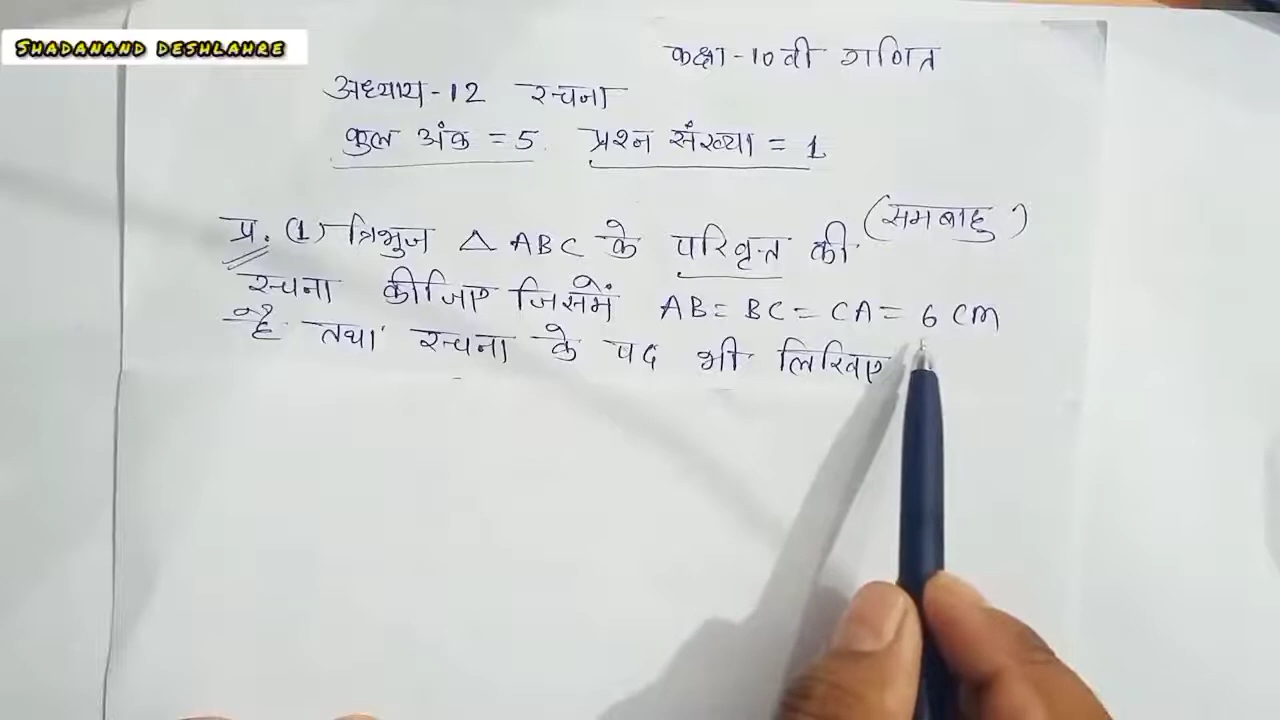 SHADANAND DESHLAHRE
कक्षा-10वी गणित
अध्याय-12 रचना
कुल अंक = 5. प्रश्न संख्या = 1
(समबाहु)
प्र. (1) त्रिभुज △ ABC के परिवृत्त की
रचना कीजिए जिसमें AB = BC = CA = 6 CM
है तथा रचना के पद भी लिखिए